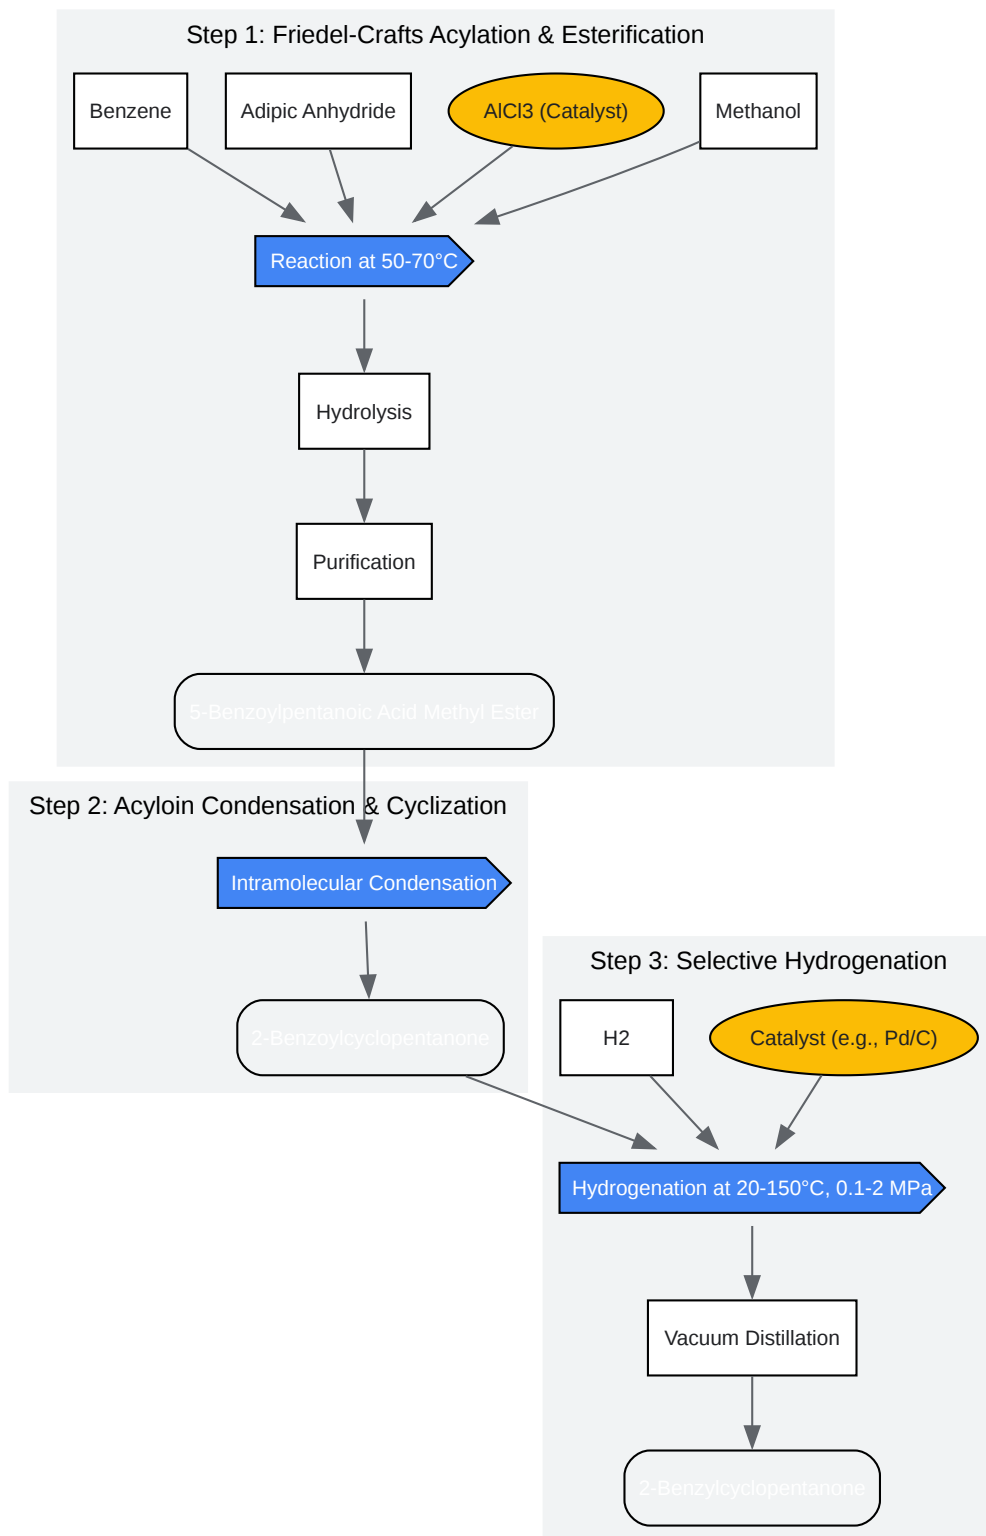 Step 1: Friedel-Crafts Acylation & Esterification
Benzene
Adipic Anhydride
AlCl3 (Catalyst)
Methanol
Reaction at 50-70°C
Hydrolysis
Purification
5-Benzoylpentanoic Acid Methyl Ester
Step 2: Acyloin Condensation & Cyclization
Intramolecular Condensation
2-Benzoylcyclopentanone
Step 3: Selective Hydrogenation
H2
Catalyst (e.g., Pd/C)
Hydrogenation at 20-150°C, 0.1-2 MPa
Vacuum Distillation
2-Benzylcyclopentanone